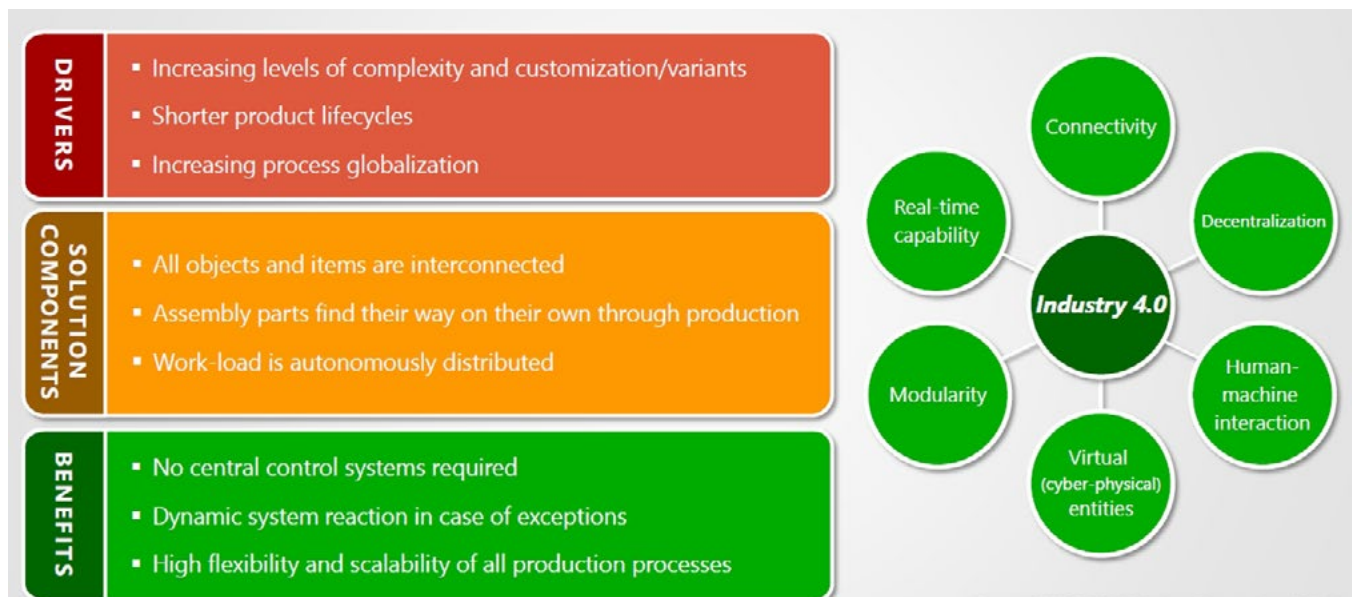 DRIVERS
▪ Increasing levels of complexity and customization/variants
▪ Shorter product lifecycles
▪ Increasing process globalization
SOLUTION
COMPONENTS
▪ All objects and items are interconnected
▪ Assembly parts find their way on their own through production
▪ Work-load is autonomously distributed
BENEFITS
▪ No central control systems required
▪ Dynamic system reaction in case of exceptions
▪ High flexibility and scalability of all production processes
Connectivity
Real-time
capability
Decentralization
Industry 4.0
Modularity
Human-
machine
interaction
Virtual
(cyber-physical)
entities